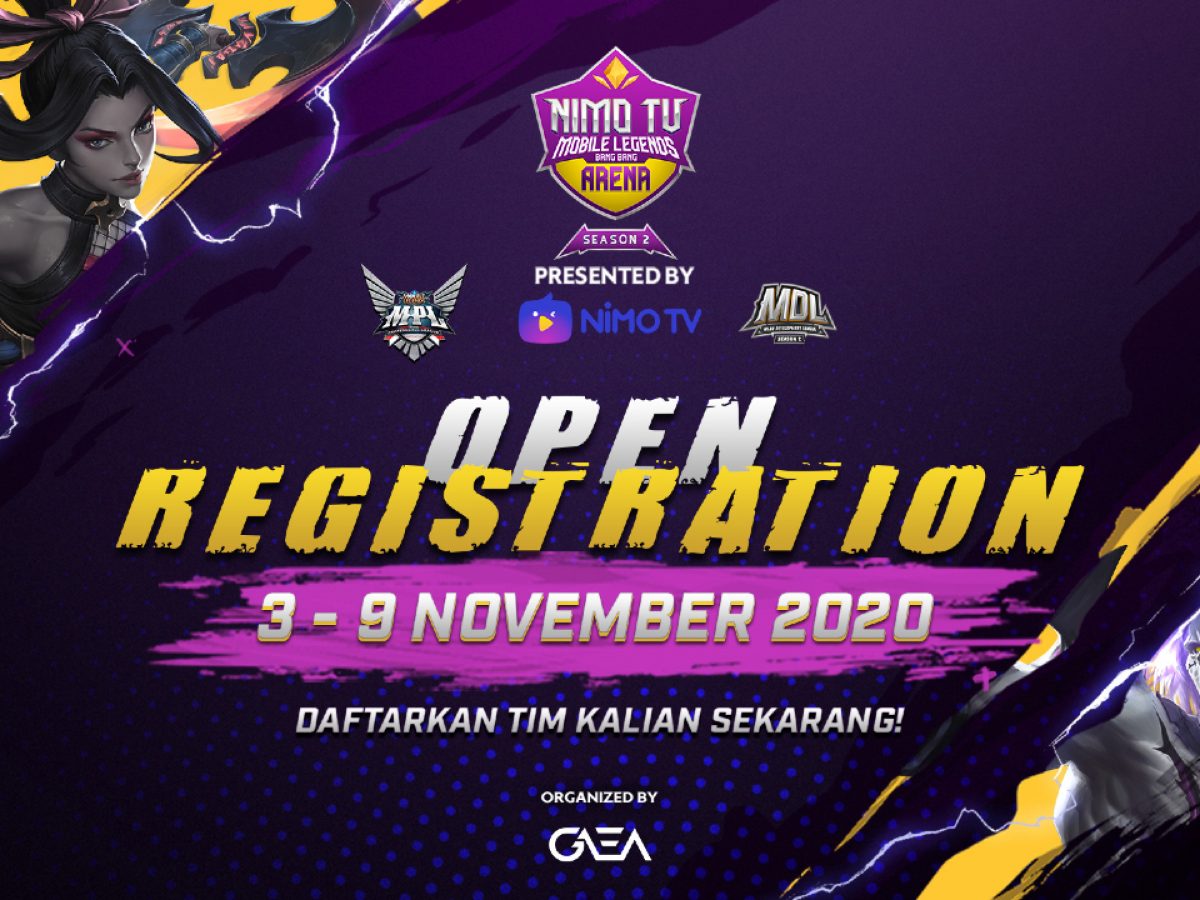 NIMO TV
MOBILE LEGENDS
BANG BANG
ARENA
SEASON 2
PRESENTED BY
MPL
NIMO TV
MDL
OPEN
REGISTRATION
3 - 9 NOVEMBER 2020
DAFTARKAN TIM KALIAN SEKARANG!
ORGANIZED BY
GAEA